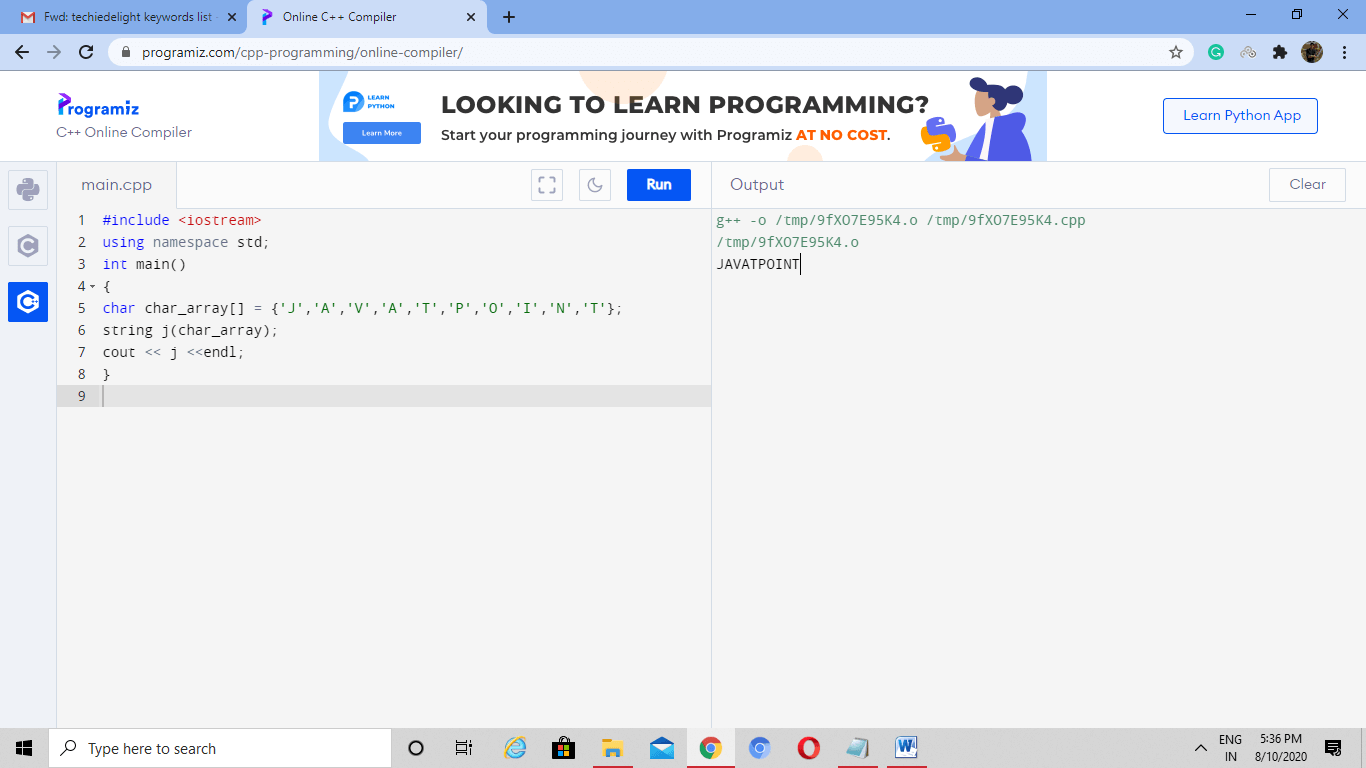 Fwd: techiedelight keywords list -
Online C++ Compiler
programiz.com/cpp-programming/online-compiler/
Programiz
C++ Online Compiler
LEARN
PYTHON
Learn More
LOOKING TO LEARN PROGRAMMING?
Start your programming journey with Programiz AT NO COST.
Learn Python App
main.cpp
Run
Output
Clear
1 #include <iostream>
2 using namespace std;
3 int main()
4 {
5 char char_array[] = {'J','A','V','A','T','P','O','I','N','T'};
6 string j(char_array);
7 cout << j <<endl;
8 }
9
g++ -o /tmp/9fXO7E95K4.o /tmp/9fXO7E95K4.cpp
/tmp/9fXO7E95K4.o
JAVATPOINT
Type here to search
ENG
IN
5:36 PM
8/10/2020